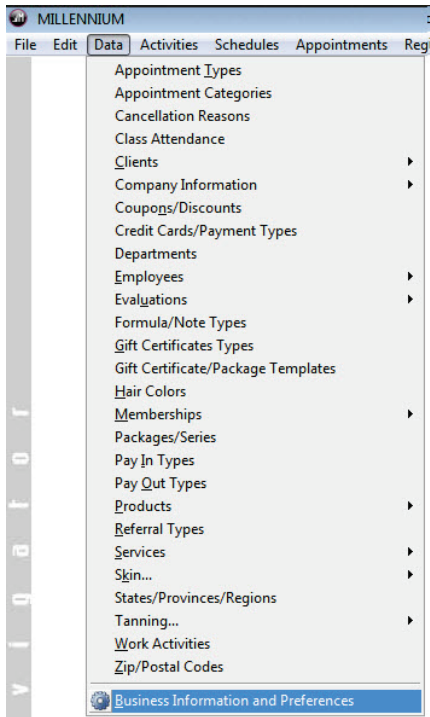 MILLENNIUM
File Edit Data Activities Schedules Appointments Regi
Appointment Types
Appointment Categories
Cancellation Reasons
Class Attendance
Clients
Company Information
Coupons/Discounts
Credit Cards/Payment Types
Departments
Employees
Evaluations
Formula/Note Types
Gift Certificates Types
Gift Certificate/Package Templates
Hair Colors
Memberships
Packages/Series
Pay In Types
Pay Out Types
Products
Referral Types
Services
Skin...
States/Provinces/Regions
Tanning...
Work Activities
Zip/Postal Codes
Business Information and Preferences
v i g a t o r